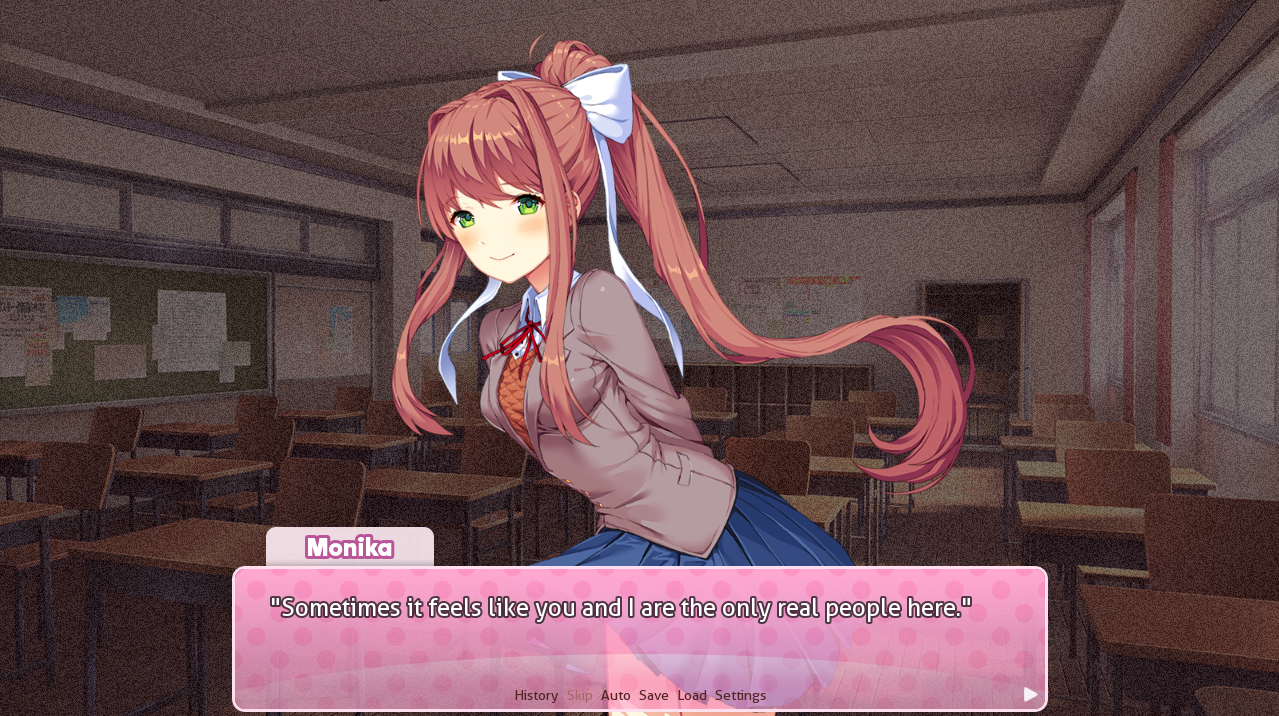 Monika
"Sometimes it feels like you and I are the only real people here."
History Skip Auto Save Load Settings